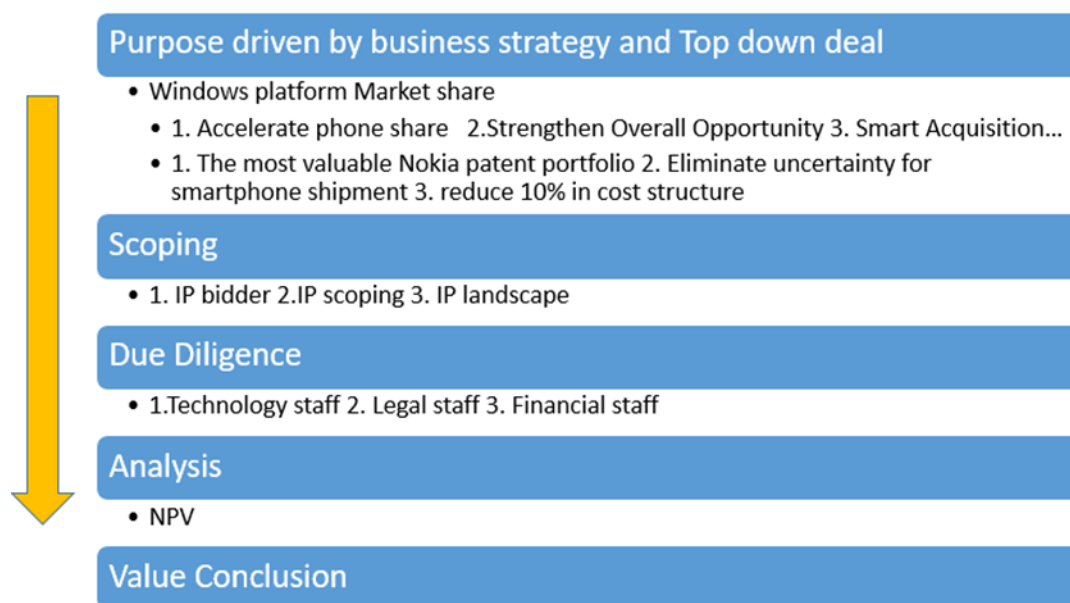 Purpose driven by business strategy and Top down deal
• Windows platform Market share
• 1. Accelerate phone share 2.Strengthen Overall Opportunity 3. Smart Acquisition...
• 1. The most valuable Nokia patent portfolio 2. Eliminate uncertainty for
smartphone shipment 3. reduce 10% in cost structure
Scoping
• 1. IP bidder 2.IP scoping 3. IP landscape
Due Diligence
• 1.Technology staff 2. Legal staff 3. Financial staff
Analysis
• NPV
Value Conclusion